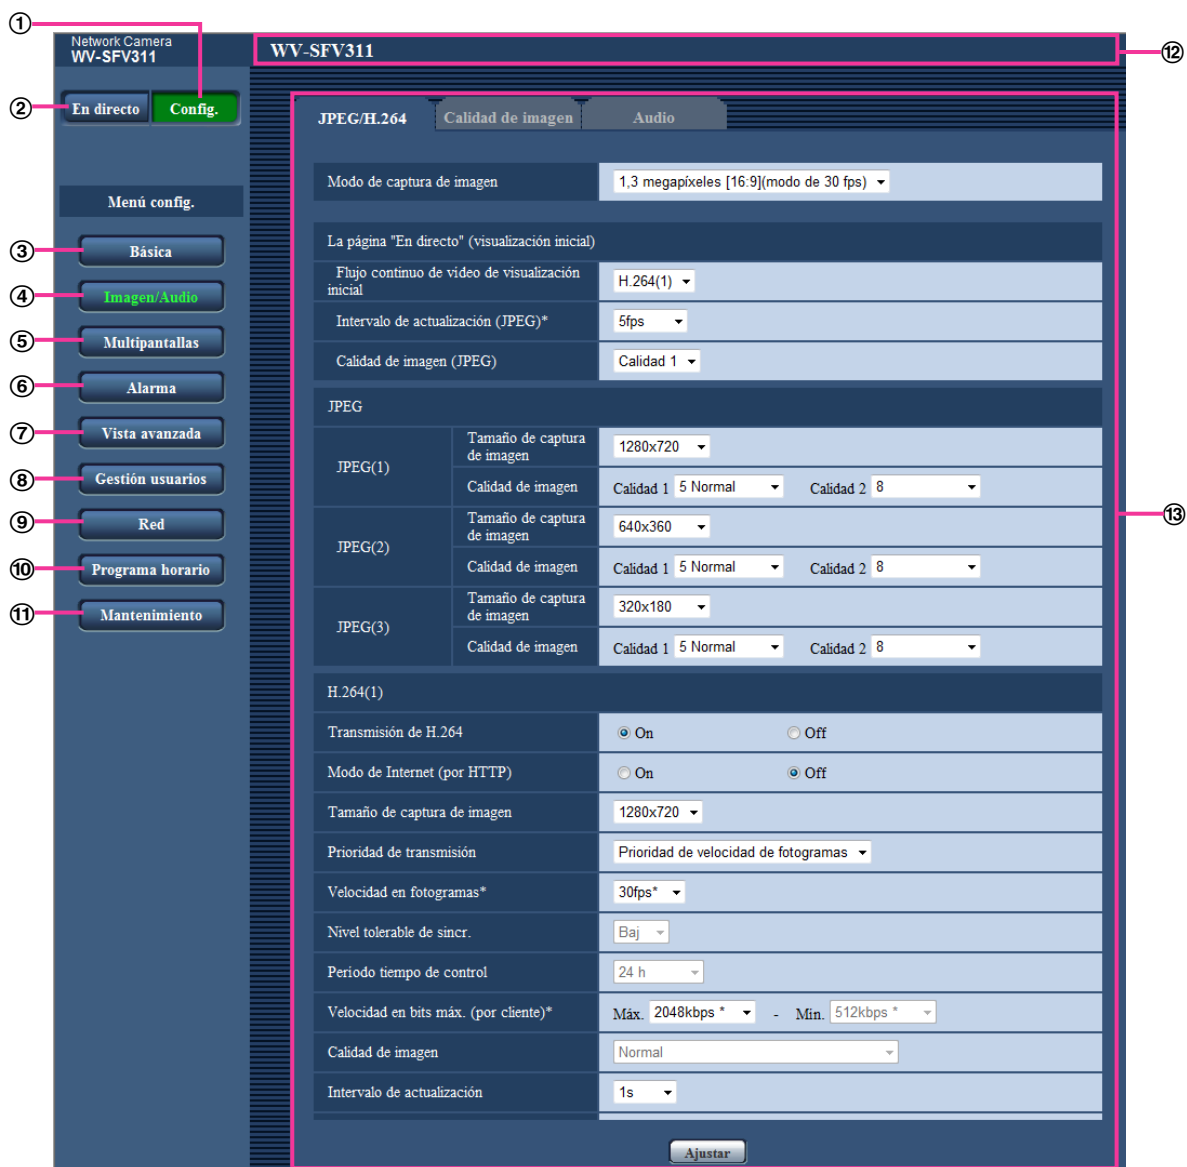 ①
Network Camera
WV-SFV311
WV-SFV311
⑫
②
En directo Config.
JPEG/H.264 Calidad de imagen Audio
Modo de captura de imagen 1,3 megapíxeles [16:9](modo de 30 fps)
Menú config.
La página "En directo" (visualización inicial)
③ Básica
Flujo continuo de vídeo de visualización inicial H.264(1)
④ Imagen/Audio
Intervalo de actualización (JPEG)* 5fps
⑤ Multipantallas
Calidad de imagen (JPEG) Calidad 1
⑥ Alarma
JPEG
⑦ Vista avanzada
JPEG(1)
Tamaño de captura de imagen 1280x720
Calidad de imagen Calidad 1 5 Normal Calidad 2 8
⑧ Gestión usuarios
⑨ Red
⑬
JPEG(2)
Tamaño de captura de imagen 640x360
Calidad de imagen Calidad 1 5 Normal Calidad 2 8
⑩ Programa horario
⑪ Mantenimiento
JPEG(3)
Tamaño de captura de imagen 320x180
Calidad de imagen Calidad 1 5 Normal Calidad 2 8
H.264(1)
Transmisión de H.264 On Off
Modo de Internet (por HTTP) On Off
Tamaño de captura de imagen 1280x720
Prioridad de transmisión Prioridad de velocidad de fotogramas
Velocidad en fotogramas* 30fps*
Nivel tolerable de sincr. Baj
Periodo tiempo de control 24 h
Velocidad en bits máx. (por cliente)* Máx. 2048kbps * - Min. 512kbps *
Calidad de imagen Normal
Intervalo de actualización 1s
Ajustar